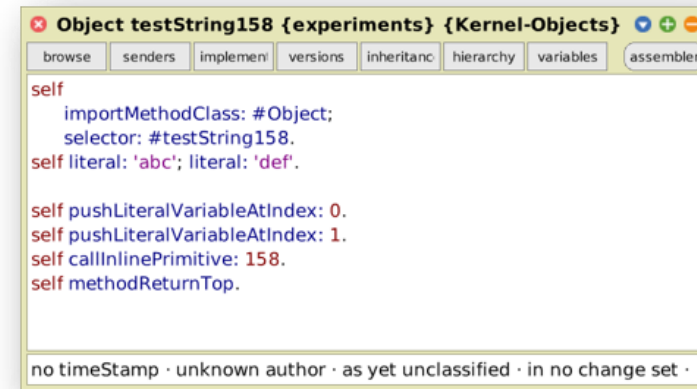 Object testString158 {experiments} {Kernel-Objects}
browse senders implement versions inheritanc hierarchy variables assembler
self
importMethodClass: #Object;
selector: #testString158.
self literal: 'abc'; literal: 'def'.
self pushLiteralVariableAtIndex: 0.
self pushLiteralVariableAtIndex: 1.
self callInlinePrimitive: 158.
self methodReturnTop.
no timeStamp · unknown author · as yet unclassified · in no change set ·